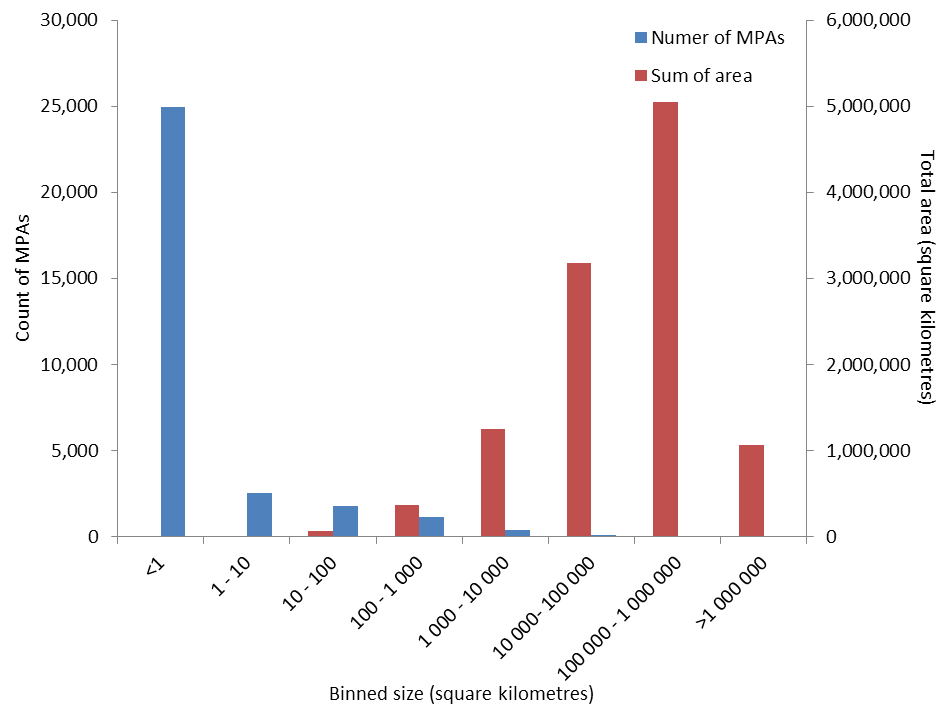 30,000
25,000
20,000
15,000
10,000
5,000
0
Count of MPAs
Numer of MPAs
Sum of area
6,000,000
5,000,000
4,000,000
3,000,000
2,000,000
1,000,000
0
Total area (square kilometres)
<1
1 - 10
10 - 100
100 - 1 000
1 000 - 10 000
10 000- 100 000
100 000 - 1 000 000
>1 000 000
Binned size (square kilometres)